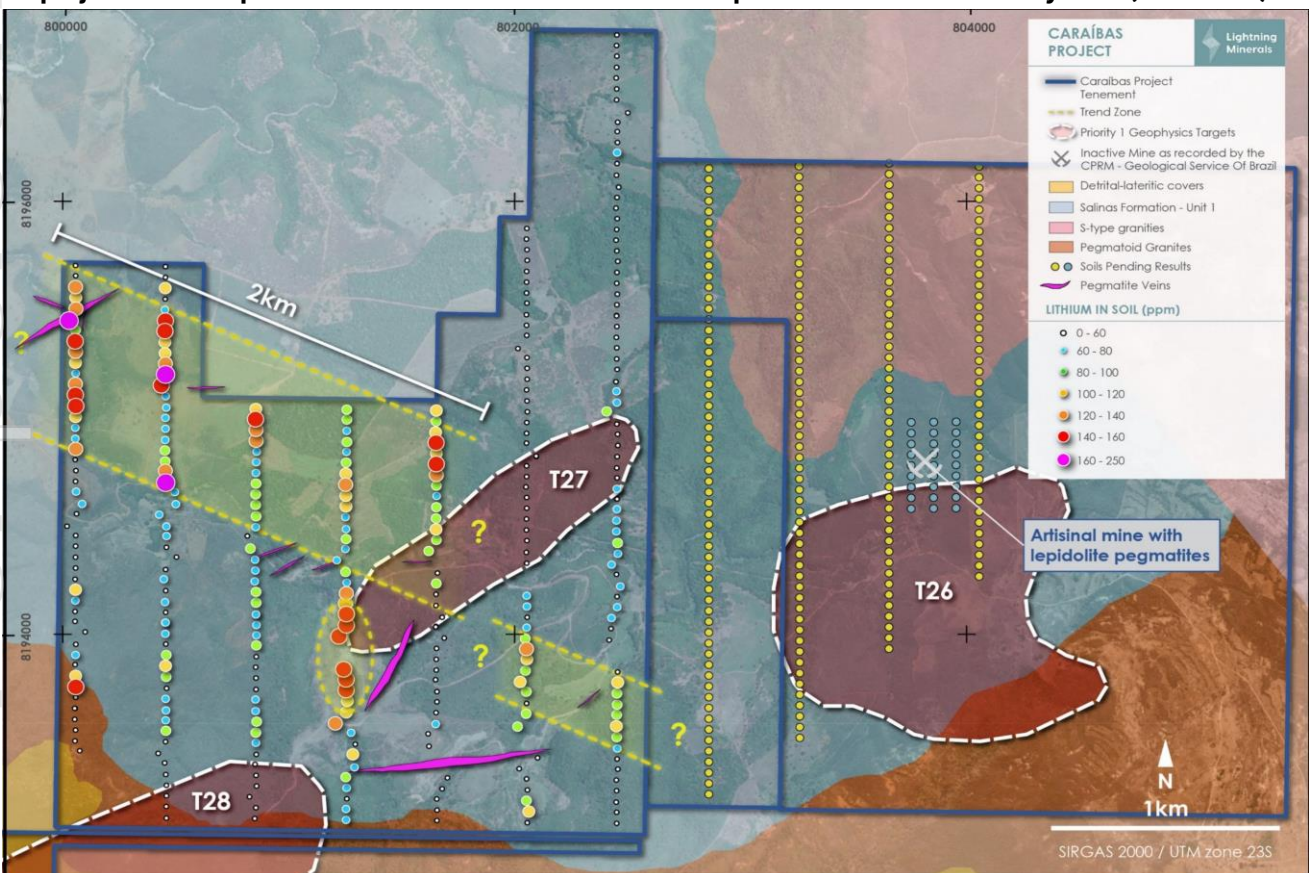 800000
802000
804000
8196000
8194000
2km
?
?
?
?
T27
T26
T28
Artisinal mine with
lepidolite pegmatites
CARAÍBAS
PROJECT
Lightning
Minerals
Caraíbas Project
Tenement
Trend Zone
Priority 1 Geophysics Targets
Inactive Mine as recorded by the
CPRM - Geological Service Of Brazil
Detrital-lateritic covers
Salinas Formation - Unit 1
S-type granities
Pegmatoid Granites
Soils Pending Results
Pegmatite Veins
LITHIUM IN SOIL (ppm)
0 - 60
60 - 80
80 - 100
100 - 120
120 - 140
140 - 160
160 - 250
N
1km
SIRGAS 2000 / UTM zone 23S